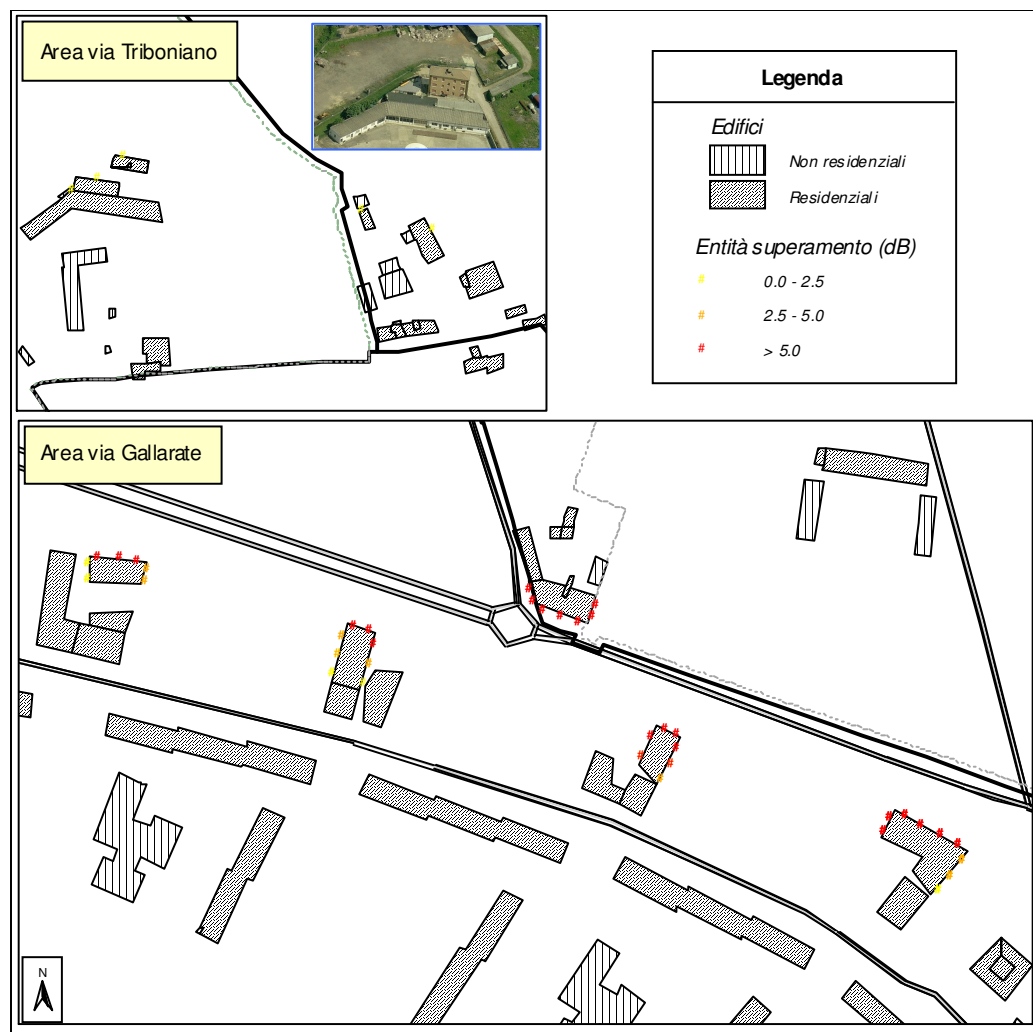 Area via Triboniano
Legenda
Edifici
Non residenziali
Residenziali
Entità superamento (dB)
# 0.0 - 2.5
# 2.5 - 5.0
# > 5.0
Area via Gallarate
N